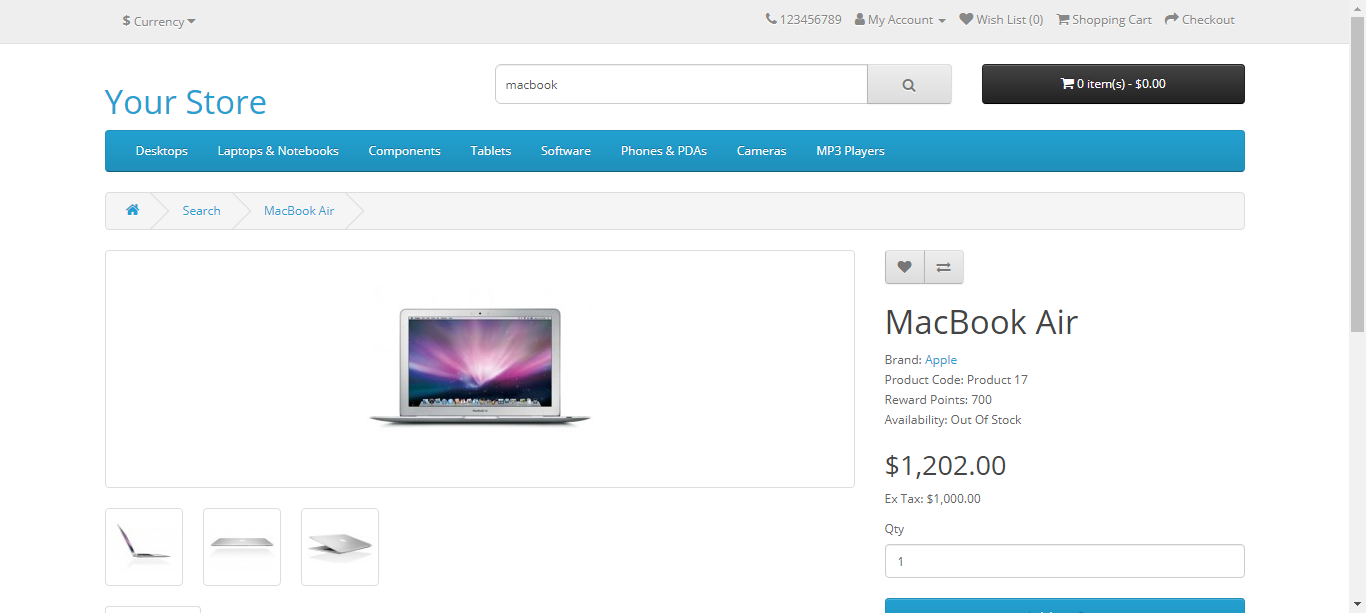 $ Currency
123456789 My Account Wish List (0) Shopping Cart Checkout
Your Store
macbook
0 item(s) - $0.00
Desktops Laptops & Notebooks Components Tablets Software Phones & PDAs Cameras MP3 Players
Search MacBook Air
MacBook Air
Brand: Apple
Product Code: Product 17
Reward Points: 700
Availability: Out Of Stock
$1,202.00
Ex Tax: $1,000.00
Qty
1